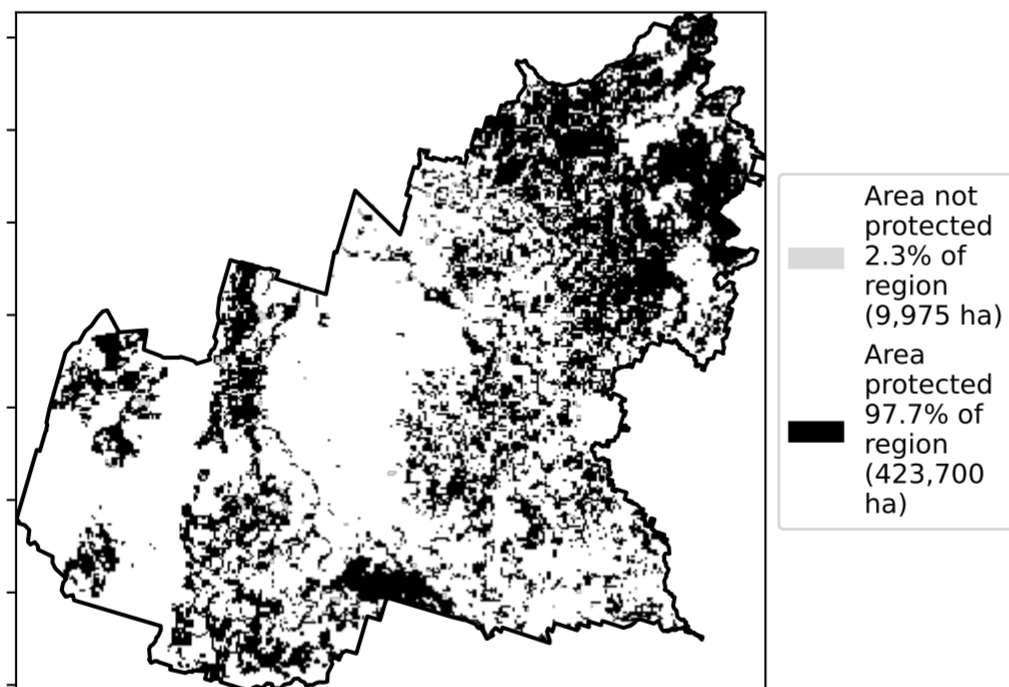 Area not
protected
2.3% of
region
(9,975 ha)
Area
protected
97.7% of
region
(423,700
ha)